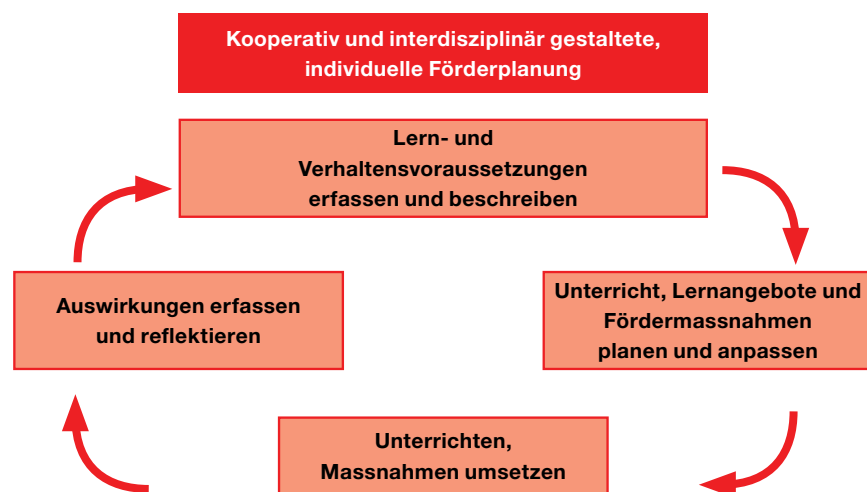 Kooperativ und interdisziplinär gestaltete,
individuelle Förderplanung
Lern- und
Verhaltensvoraussetzungen
erfassen und beschreiben
Auswirkungen erfassen
und reflektieren
Unterricht, Lernangebote und
Fördermassnahmen
planen und anpassen
Unterrichten,
Massnahmen umsetzen